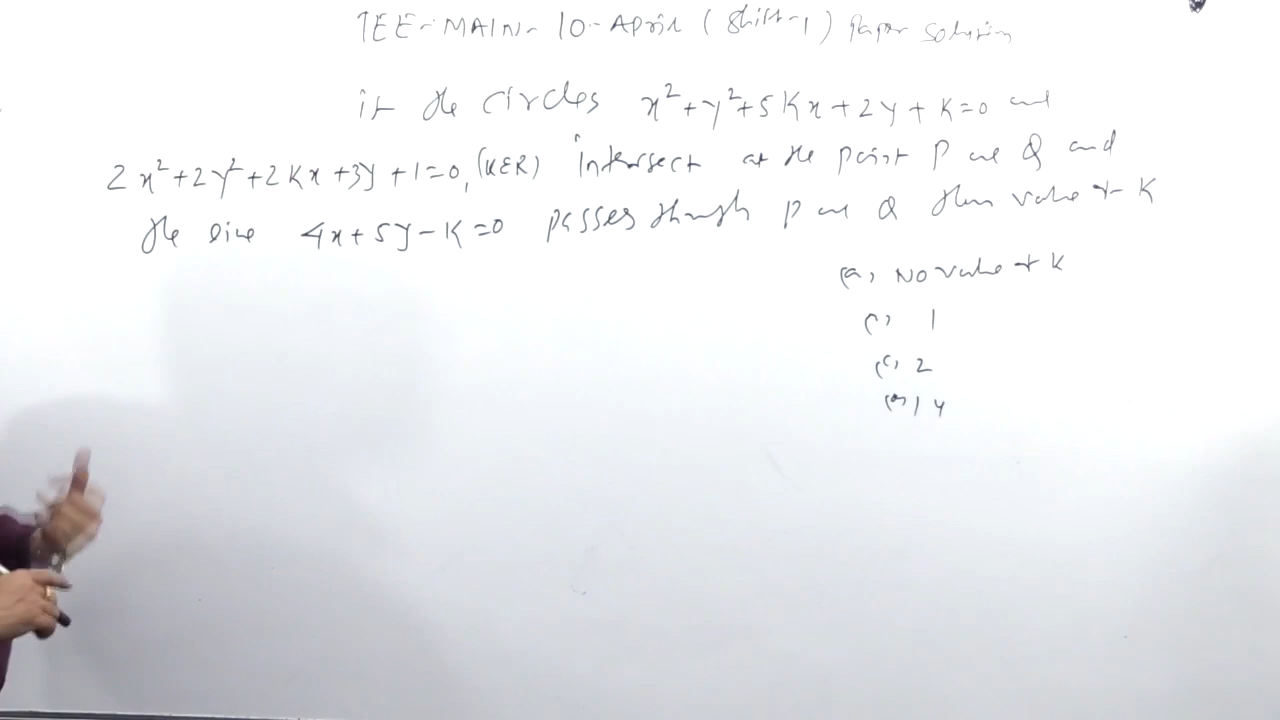 JEE-MAIN- 10-April (Shift-1) Paper Solution
if the circles x²+y²+5Kx+2y+K=0 and
2x²+2y²+2Kx+3y+1=0, (K∈R) intersect at the point P and Q and
the line 4x+5y-K=0 passes through P and Q then value of K
(a) No value of K
() 1
(c) 2